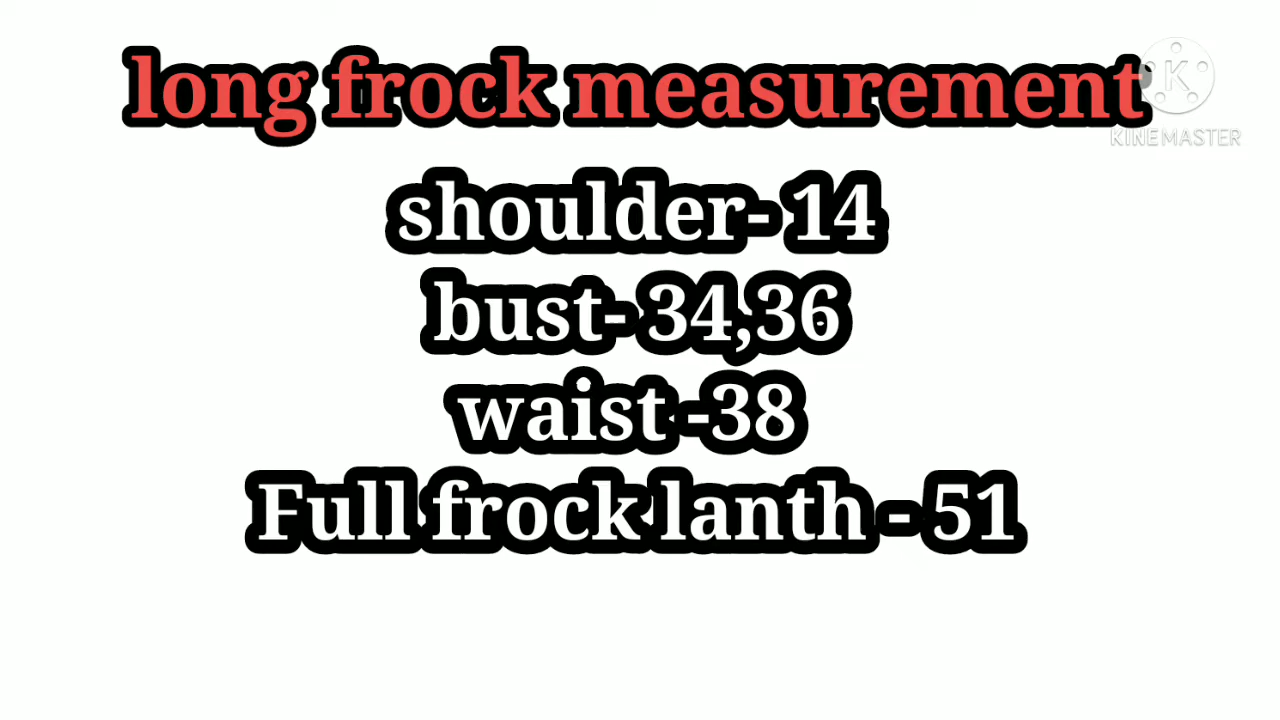 long frock measurement
K
KINEMASTER
shoulder- 14
bust- 34,36
waist -38
Full frock lanth - 51